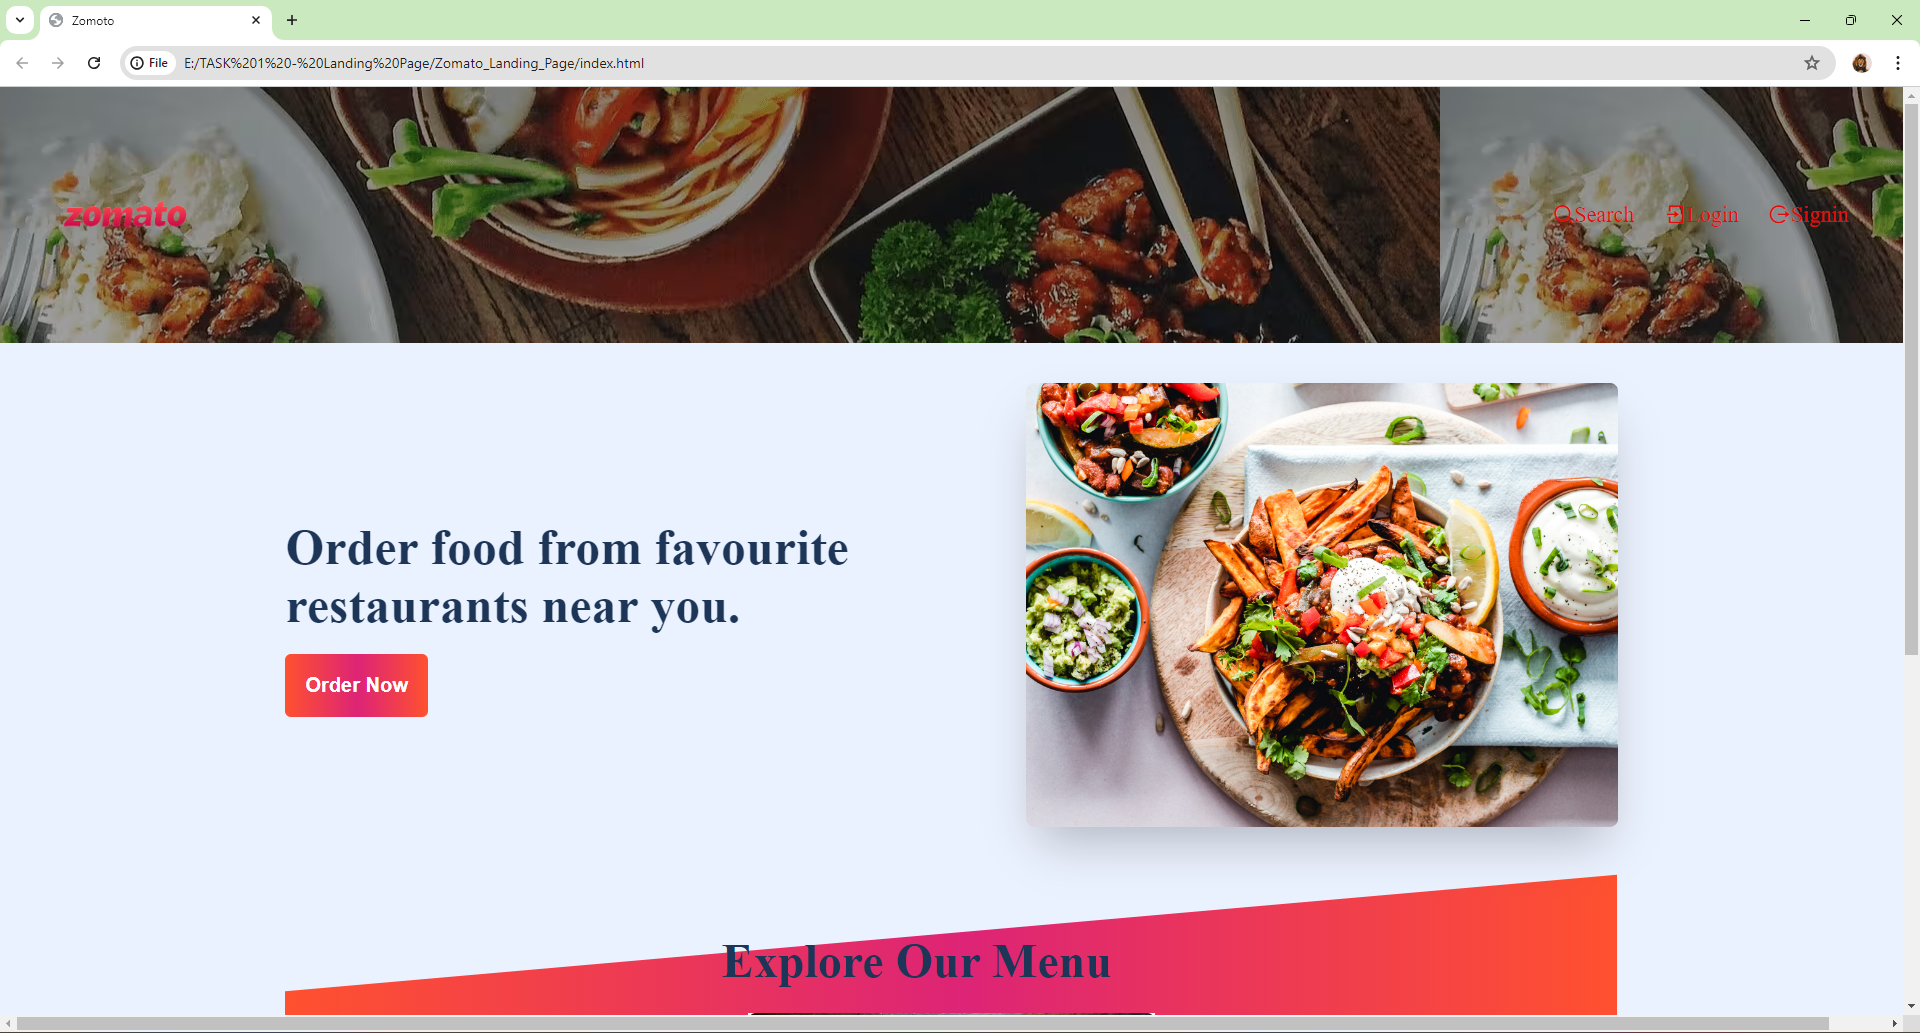 Zomoto
File
E:/TASK%201%20-%20Landing%20Page/Zomato_Landing_Page/index.html
zomato
Search Login Signin
Order food from favourite
restaurants near you.
Order Now
Explore Our Menu